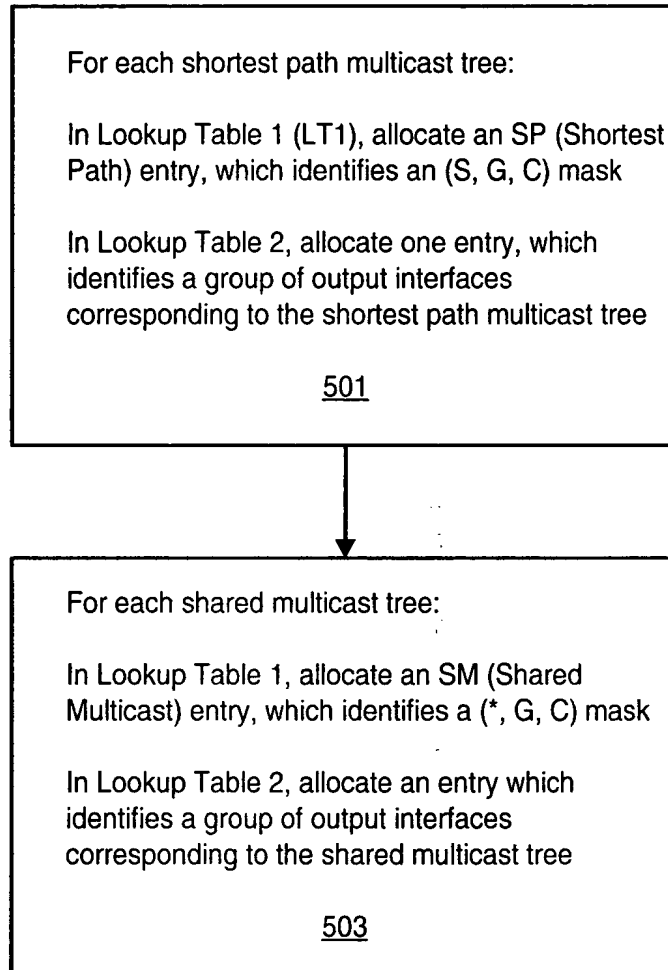 For each shortest path multicast tree:
In Lookup Table 1 (LT1), allocate an SP (Shortest
Path) entry, which identifies an (S, G, C) mask
In Lookup Table 2, allocate one entry, which
identifies a group of output interfaces
corresponding to the shortest path multicast tree
501
For each shared multicast tree:
In Lookup Table 1, allocate an SM (Shared
Multicast) entry, which identifies a (*, G, C) mask
In Lookup Table 2, allocate an entry which
identifies a group of output interfaces
corresponding to the shared multicast tree
503